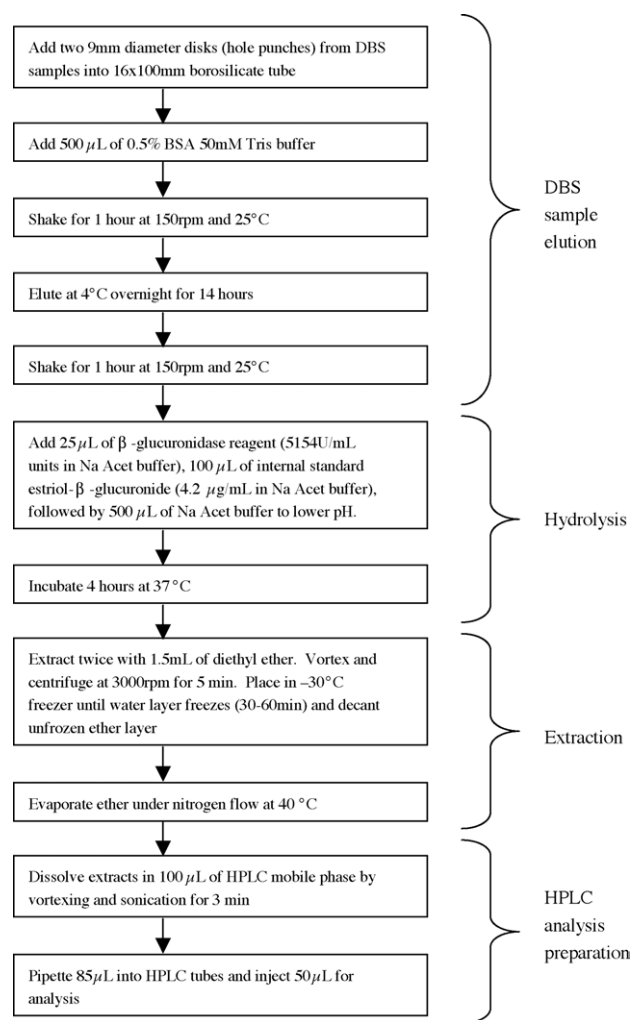 Add two 9mm diameter disks (hole punches) from DBS
samples into 16x100mm borosilicate tube
Add 500 μL of 0.5% BSA 50mM Tris buffer
Shake for 1 hour at 150rpm and 25°C
Elute at 4°C overnight for 14 hours
Shake for 1 hour at 150rpm and 25°C
DBS
sample
elution
Add 25μL of β -glucuronidase reagent (5154U/mL
units in Na Acet buffer), 100 μL of internal standard
estriol-β -glucuronide (4.2 μg/mL in Na Acet buffer),
followed by 500 μL of Na Acet buffer to lower pH.
Incubate 4 hours at 37°C
Hydrolysis
Extract twice with 1.5mL of diethyl ether.  Vortex and
centrifuge at 3000rpm for 5 min.  Place in –30°C
freezer until water layer freezes (30-60min) and decant
unfrozen ether layer
Evaporate ether under nitrogen flow at 40 °C
Extraction
Dissolve extracts in 100 μL of HPLC mobile phase by
vortexing and sonication for 3 min
Pipette 85μL into HPLC tubes and inject 50μL for
analysis
HPLC
analysis
preparation